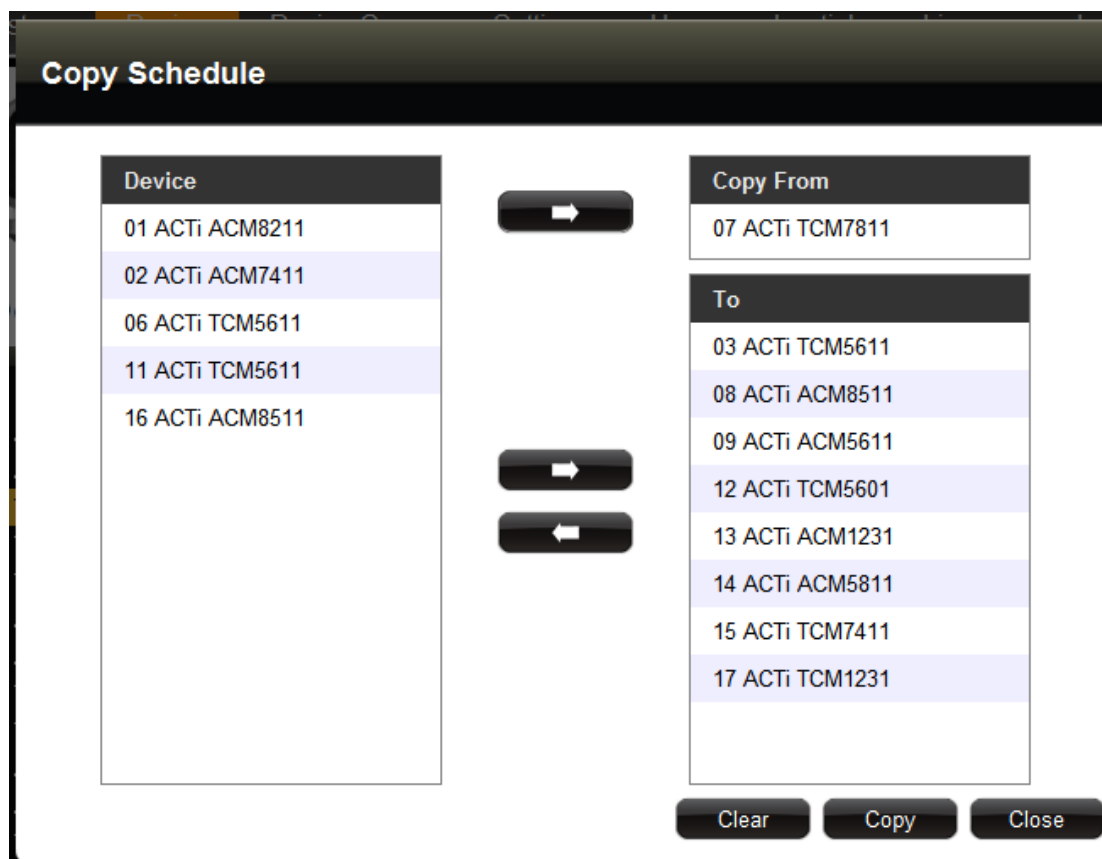 Copy Schedule
Device
01 ACTi ACM8211
02 ACTi ACM7411
06 ACTi TCM5611
11 ACTi TCM5611
16 ACTi ACM8511
Copy From
07 ACTi TCM7811
To
03 ACTi TCM5611
08 ACTi ACM8511
09 ACTi ACM5611
12 ACTi TCM5601
13 ACTi ACM1231
14 ACTi ACM5811
15 ACTi TCM7411
17 ACTi TCM1231
Clear Copy Close